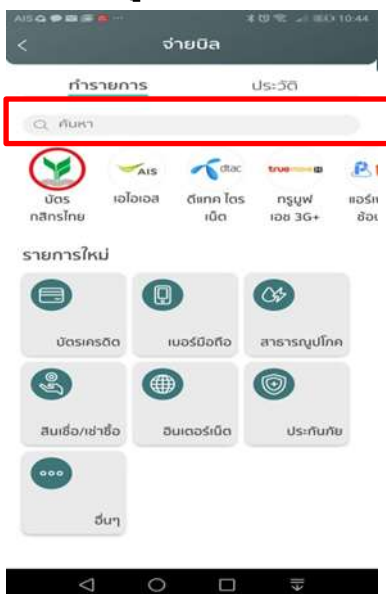 AIS
10:44
จ่ายบิล
ทำรายการ
ประวัติ
ค้นหา
AIS
dtac
truemove H
บัตร
กสิกรไทย
เอไอเอส
ดีแทค ไตร
เน็ต
ทรูมูฟ
เอช 3G+
รายการใหม่
บัตรเครดิต
เบอร์มือถือ
สาธารณูปโภค
สินเชื่อ/เช่าซื้อ
อินเตอร์เน็ต
ประกันภัย
อื่นๆ